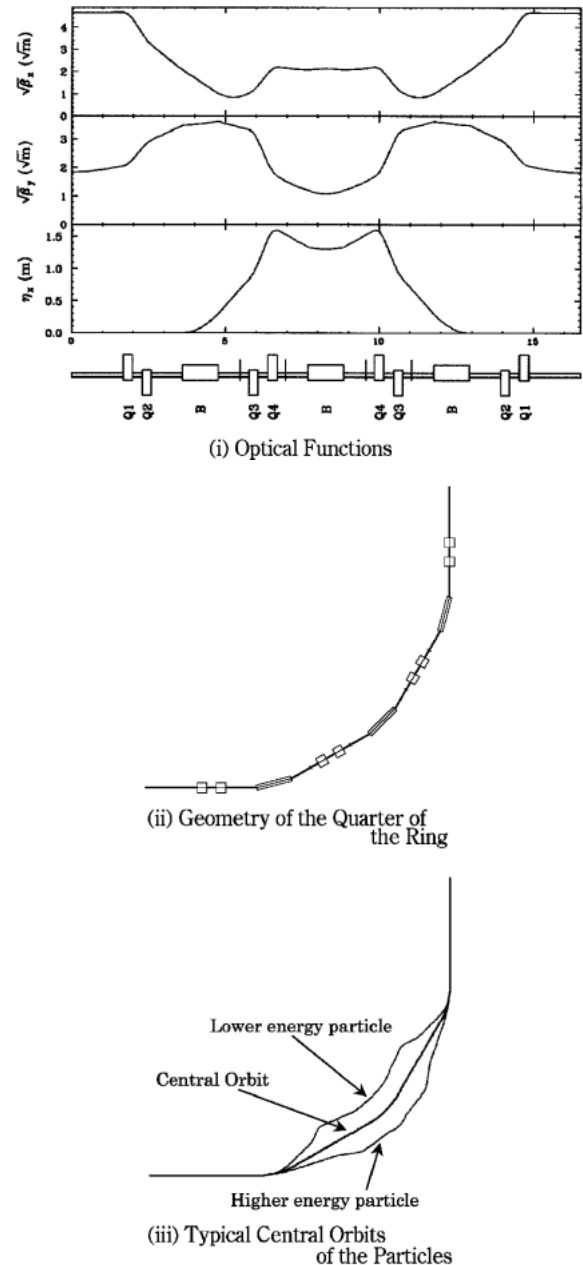 √βx (√m)
4
3
2
1
0
√βy (√m)
3
2
1
0
ηx (m)
1.5
1.0
0.5
0.0
0 5 10 15
Q1 Q2 B Q3 Q4 B Q4 Q3 B Q2 Q1
(i) Optical Functions
(ii) Geometry of the Quarter of
the Ring
Lower energy particle
Central Orbit
Higher energy particle
(iii) Typical Central Orbits
of the Particles